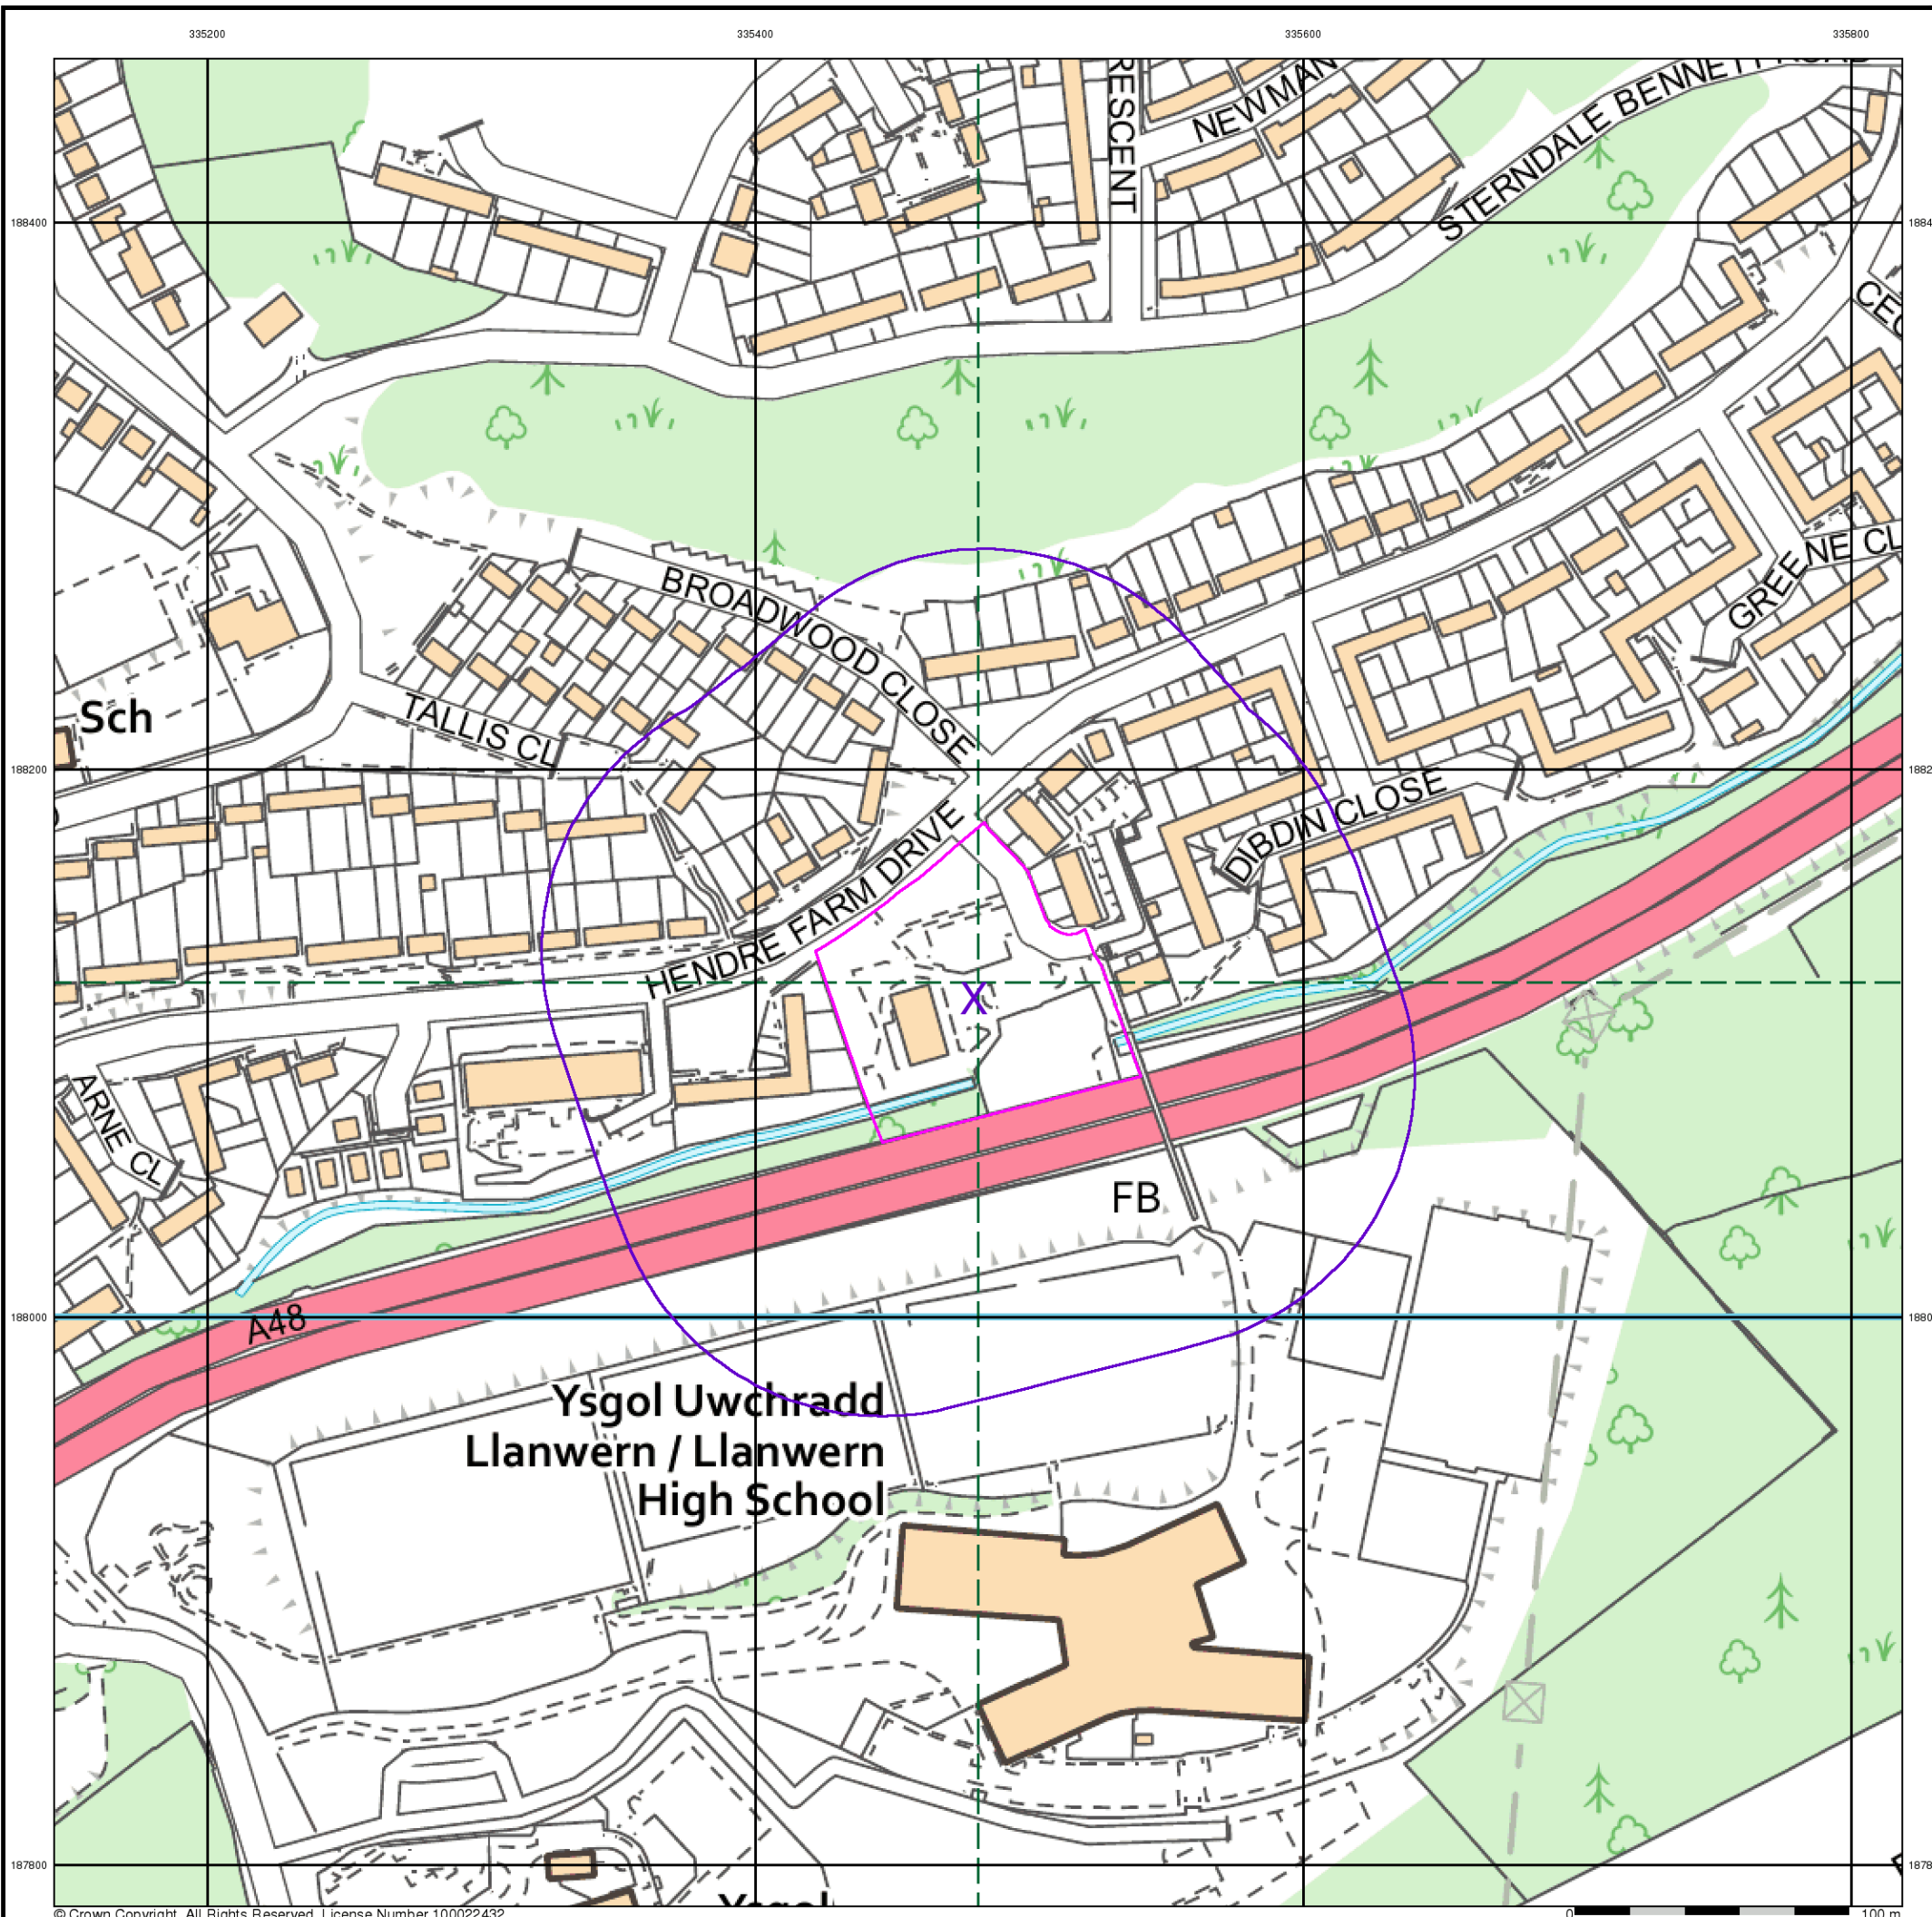 335200 335400 335600 335800
RESCENT
NEWMAN
STERNDALE BENNETT ROAD
188400
BROADWOOD CLOSE
GREENE CL
Sch
TALLIS CL
188200
DIBDIN CLOSE
HENDRE FARM DRIVE
X
ARNE CL
FB
A48
188000
Ysgol Uwchradd
Llanwern / Llanwern
High School
187800
Ysgol
© Crown Copyright. All Rights Reserved. License Number 100022432
0 100 m